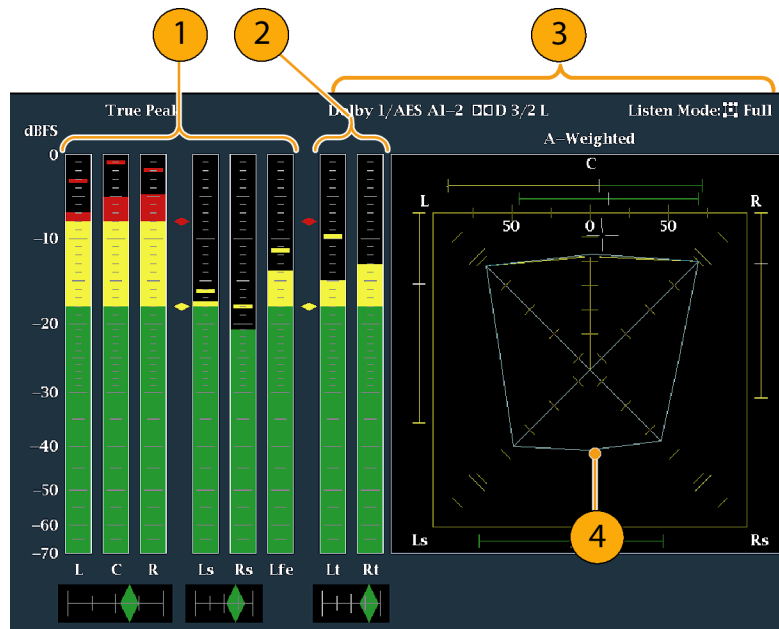 1
2
3
True Peak
Dolby 1/AES AI-2 D 3/2 L
Listen Mode: Full
dBFS
A-Weighted
0
-10
-20
-30
-40
-50
-60
-70
C
L
R
50
0
50
4
Ls
Rs
L
C
R
Ls
Rs
Lfe
Lt
Rt